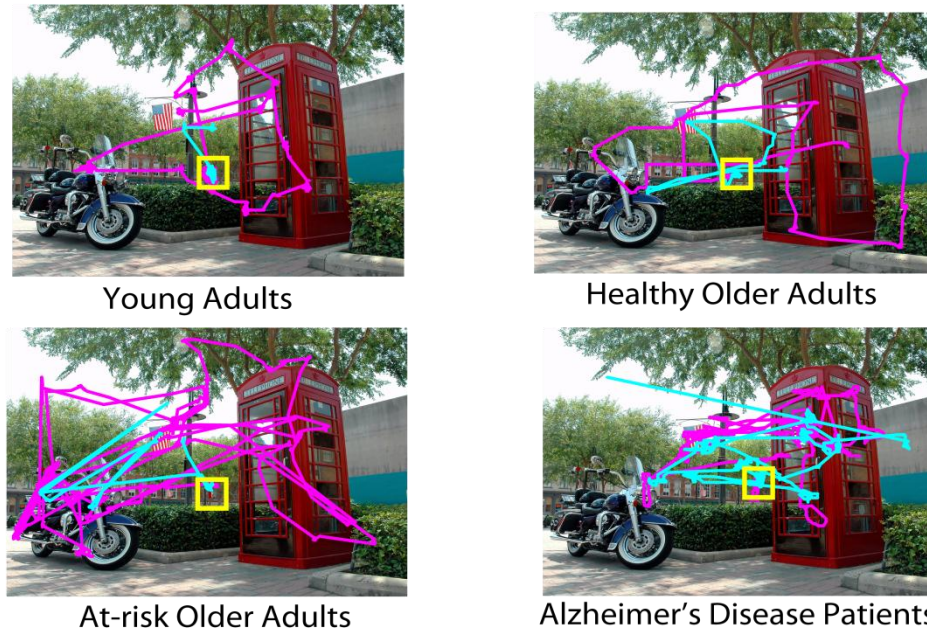 Young Adults
Healthy Older Adults
At-risk Older Adults
Alzheimer's Disease Patients